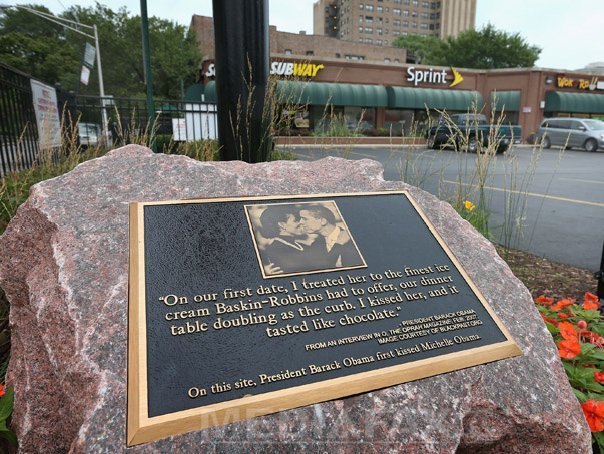 SUBWAY
Sprint
WOK N RO
"On our first date, I treated her to the finest ice
cream Baskin-Robbins had to offer, our dinner
table doubling as the curb. I kissed her, and it
tasted like chocolate."
- PRESIDENT BARACK OBAMA
FROM AN INTERVIEW IN O, THE OPRAH MAGAZINE, FEB. 2007
IMAGE COURTESY OF BLACKPAINT.ORG
On this site, President Barack Obama first kissed Michelle Obama.
MEDIAFAX